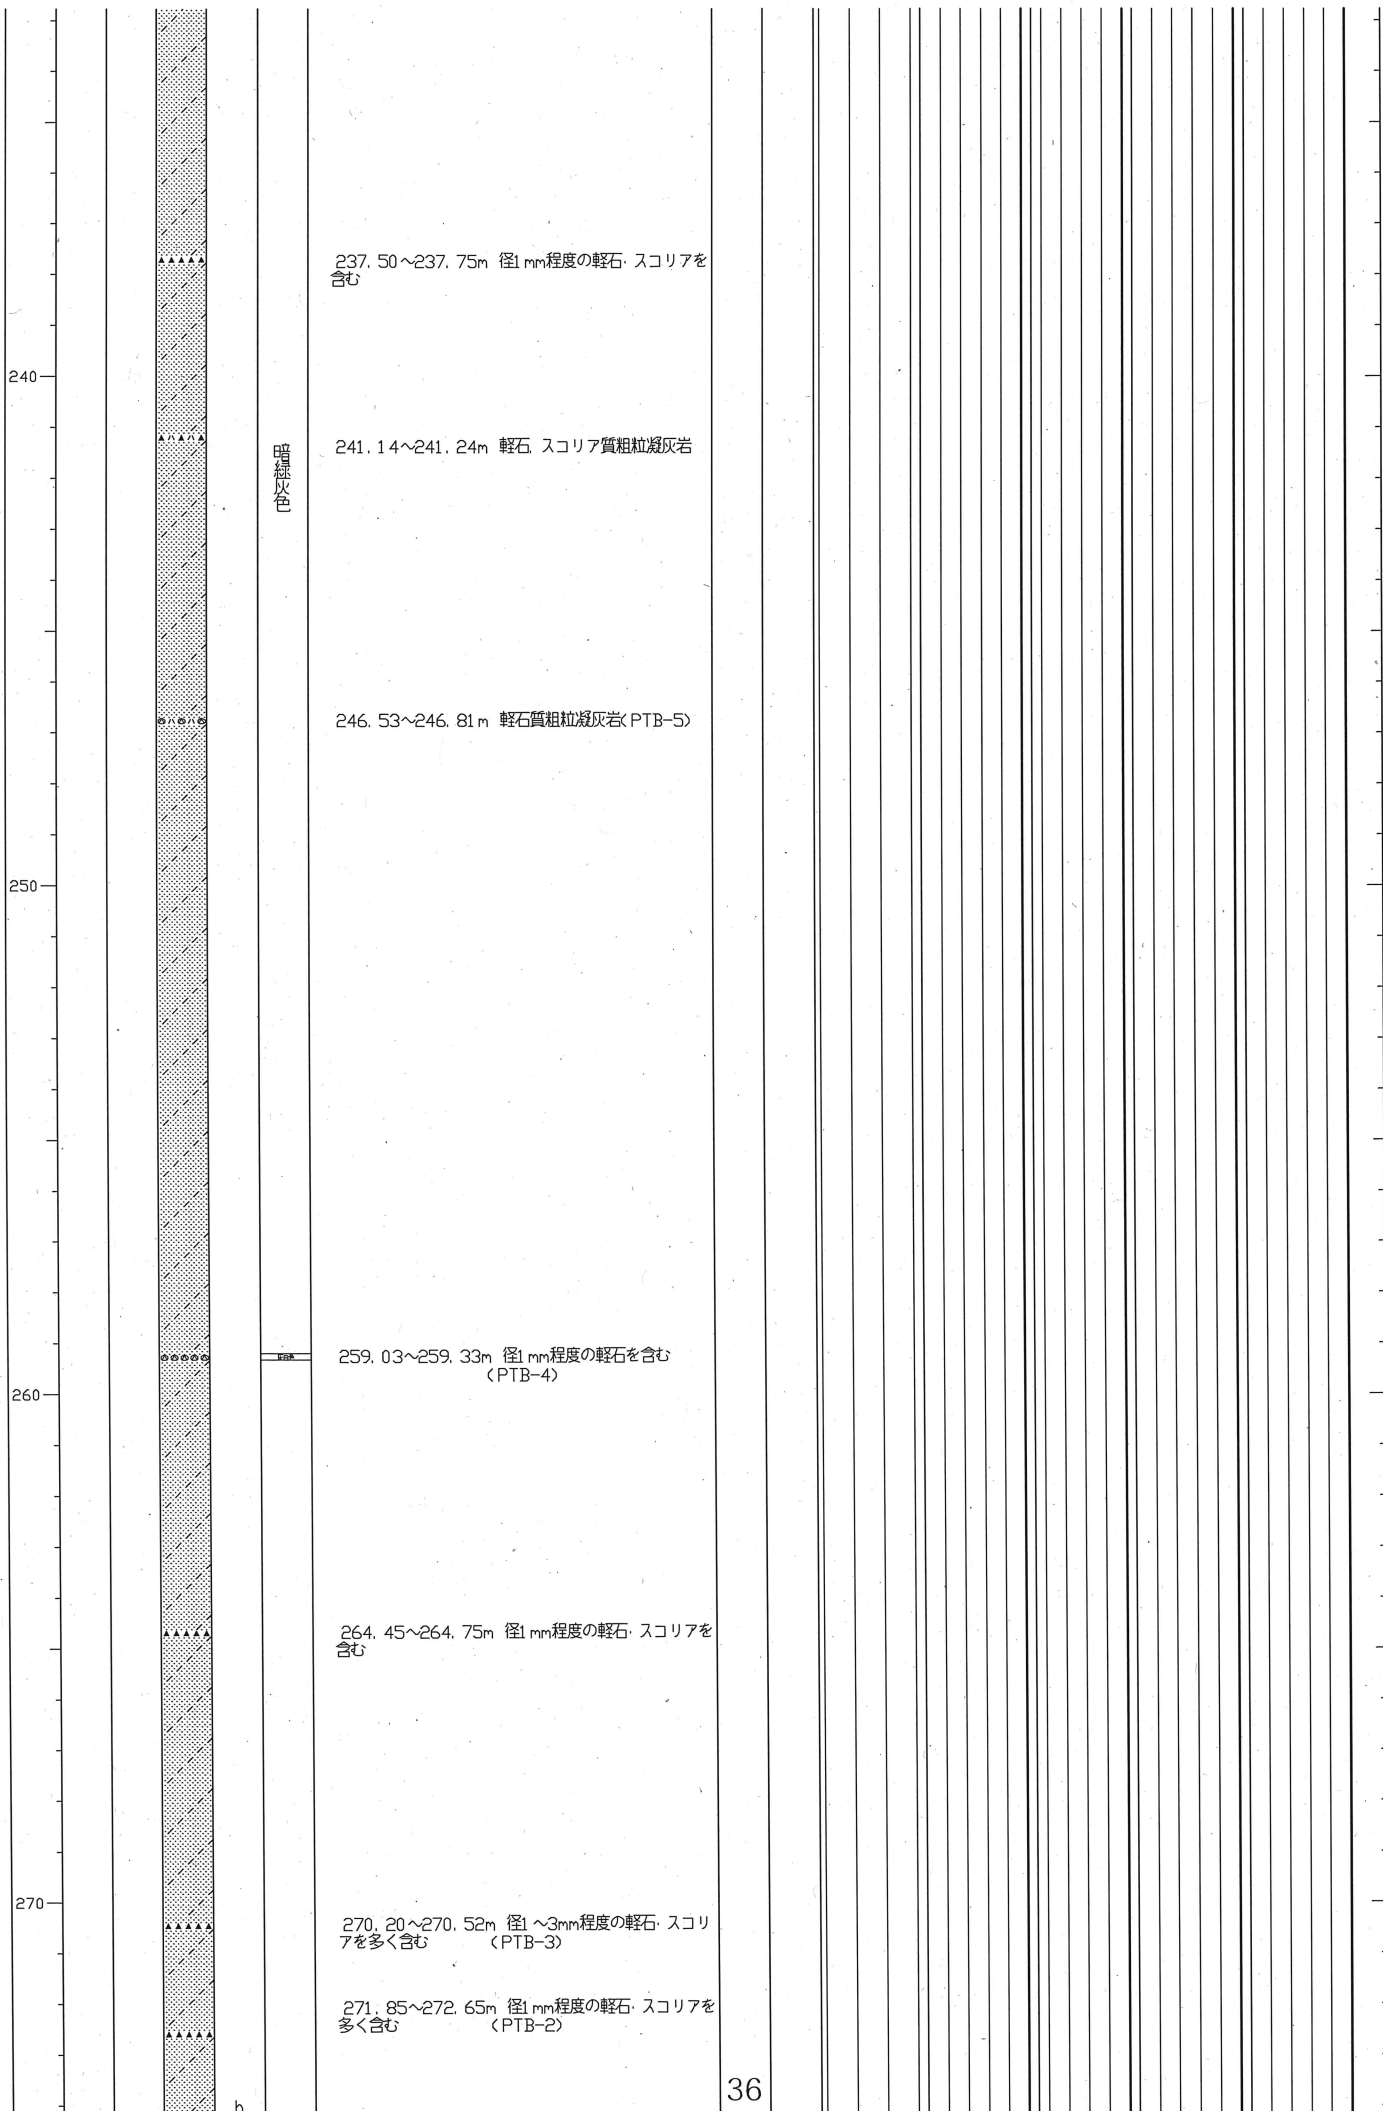 237. 50～237. 75m 径1mm程度の軽石・スコリアを
含む
240
暗緑灰色
241. 14～241. 24m 軽石、スコリア質粗粒凝灰岩
246. 53～246. 81m 軽石質粗粒凝灰岩(PTB-5)
250
259. 03～259. 33m 径1mm程度の軽石を含む
(PTB-4)
260
264. 45～264. 75m 径1mm程度の軽石・スコリアを
含む
270
270. 20～270. 52m 径1～3mm程度の軽石・スコリ
アを多く含む (PTB-3)
271. 85～272. 65m 径1mm程度の軽石・スコリアを
多く含む (PTB-2)
36